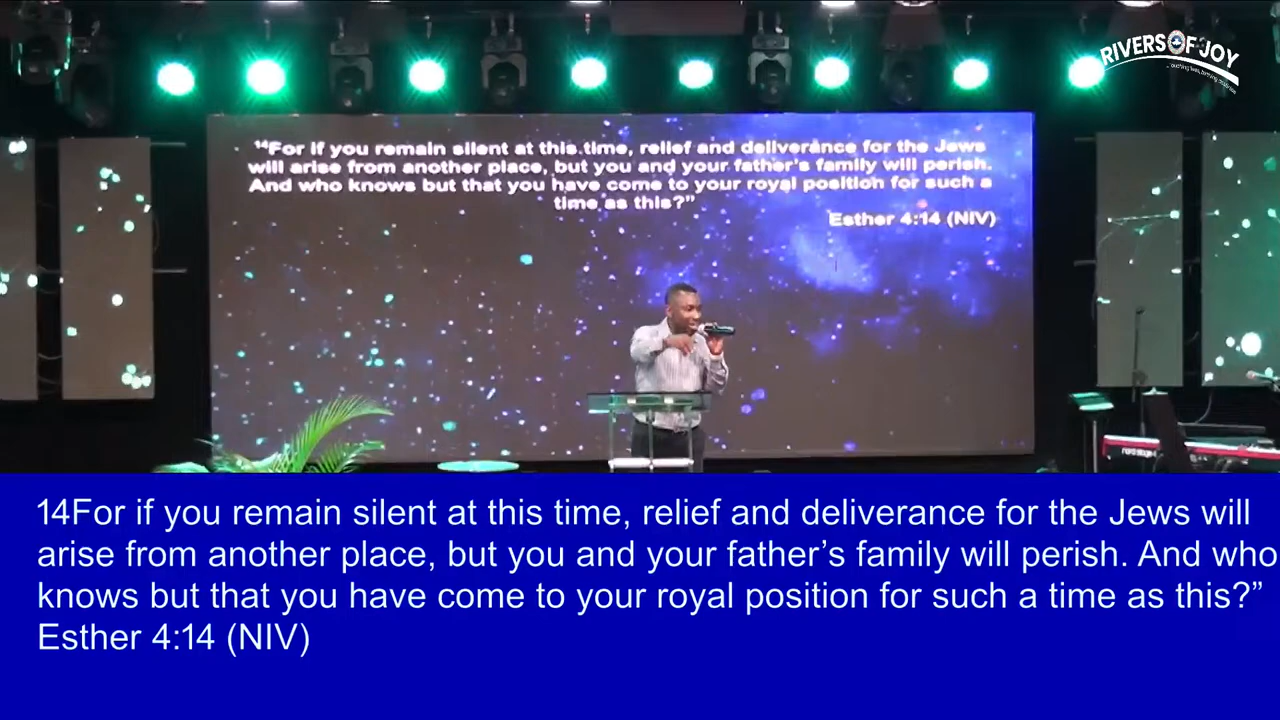 RIVERS OF JOY
¹⁴For if you remain silent at this time, relief and deliverance for the Jews
will arise from another place, but you and your father's family will perish.
And who knows but that you have come to your royal position for such a
time as this?”
Esther 4:14 (NIV)
nord stage
14For if you remain silent at this time, relief and deliverance for the Jews will
arise from another place, but you and your father’s family will perish. And who
knows but that you have come to your royal position for such a time as this?”
Esther 4:14 (NIV)